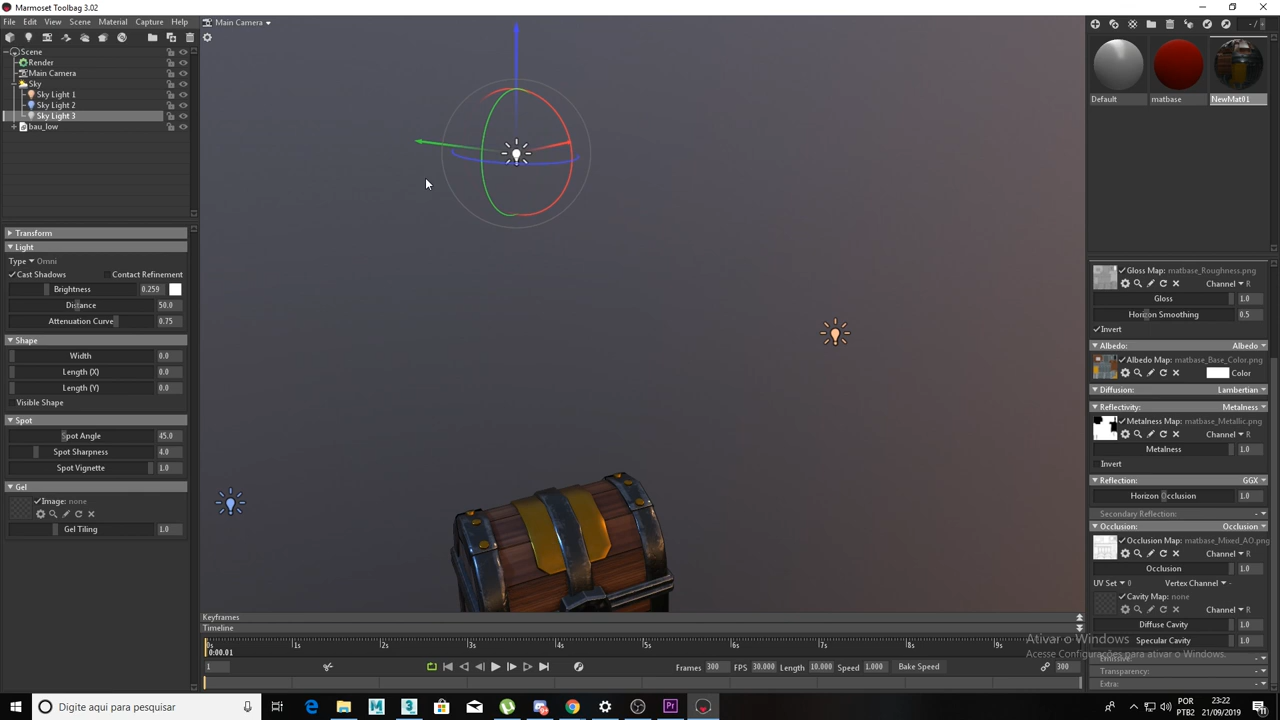 Marmoset Toolbag 3.02
File Edit View Scene Material Capture Help
Main Camera
Scene
Render
Main Camera
Sky
Sky Light 1
Sky Light 2
Sky Light 3
bau_low
Transform
Light
Type Omni
Cast Shadows Contact Refinement
Brightness 0.259
Distance 50.0
Attenuation Curve 0.75
Shape
Width 0.0
Length (X) 0.0
Length (Y) 0.0
Visible Shape
Spot
Spot Angle 45.0
Spot Sharpness 4.0
Spot Vignette 1.0
Gel
Image: none
Gel Tiling 1.0
Default matbase NewMat01
Gloss Map: matbase_Roughness.png
Channel R
Gloss 1.0
Horizon Smoothing 0.5
Invert
Albedo: Albedo
Albedo Map: matbase_Base_Color.png
Color
Diffusion: Lambertian
Reflectivity: Metalness
Metalness Map: matbase_Metallic.png
Channel R
Metalness 1.0
Invert
Reflection: GGX
Horizon Occlusion 1.0
Secondary Reflection: -
Occlusion: Occlusion
Occlusion Map: matbase_Mixed_AO.png
Channel R
Occlusion 1.0
UV Set 0 Vertex Channel -
Cavity Map: none
Channel R
Diffuse Cavity 1.0
Specular Cavity 1.0
Emissive: -
Transparency: -
Extra: -
Keyframes
Timeline
0s 1s 2s 3s 4s 5s 6s 7s 8s 9s
0:00.01
1 Frames 300 FPS 30.000 Length 10.000 Speed 1.000 Bake Speed 300
Ativar o Windows
Acesse Configurações para ativar o Windows.
Digite aqui para pesquisar
POR
PTB2
23:22
21/09/2019